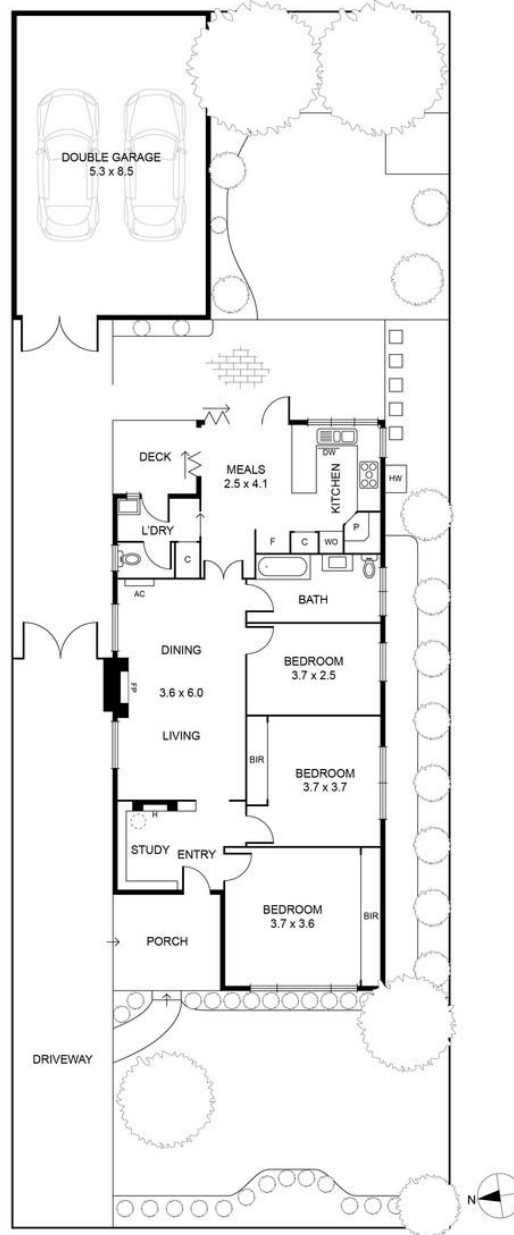 DOUBLE GARAGE
5.3 x 8.5
DECK
MEALS
2.5 x 4.1
DW
KITCHEN
HW
L'DRY
C
F
C
WO
P
AC
BATH
DINING
3.6 x 6.0
LIVING
FP
BEDROOM
3.7 x 2.5
BIR
BEDROOM
3.7 x 3.7
H
STUDY
ENTRY
BEDROOM
3.7 x 3.6
BIR
PORCH
DRIVEWAY
N